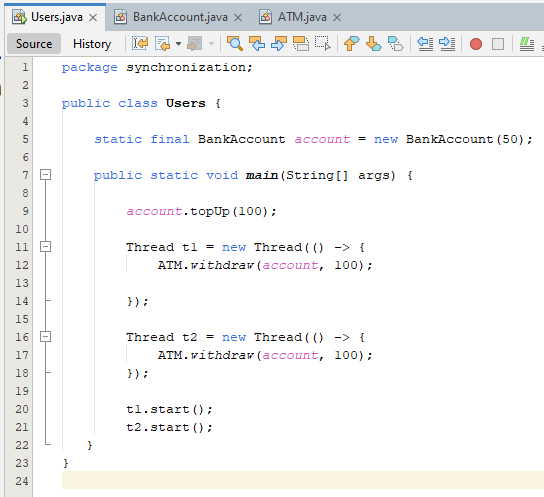 Users.java BankAccount.java ATM.java
Source History
1 package synchronization;
2
3 public class Users {
4
5 static final BankAccount account = new BankAccount(50);
6
7 public static void main(String[] args) {
8
9 account.topUp(100);
10
11 Thread t1 = new Thread(() -> {
12 ATM.withdraw(account, 100);
13
14 });
15
16 Thread t2 = new Thread(() -> {
17 ATM.withdraw(account, 100);
18 });
19
20 t1.start();
21 t2.start();
22 }
23 }
24